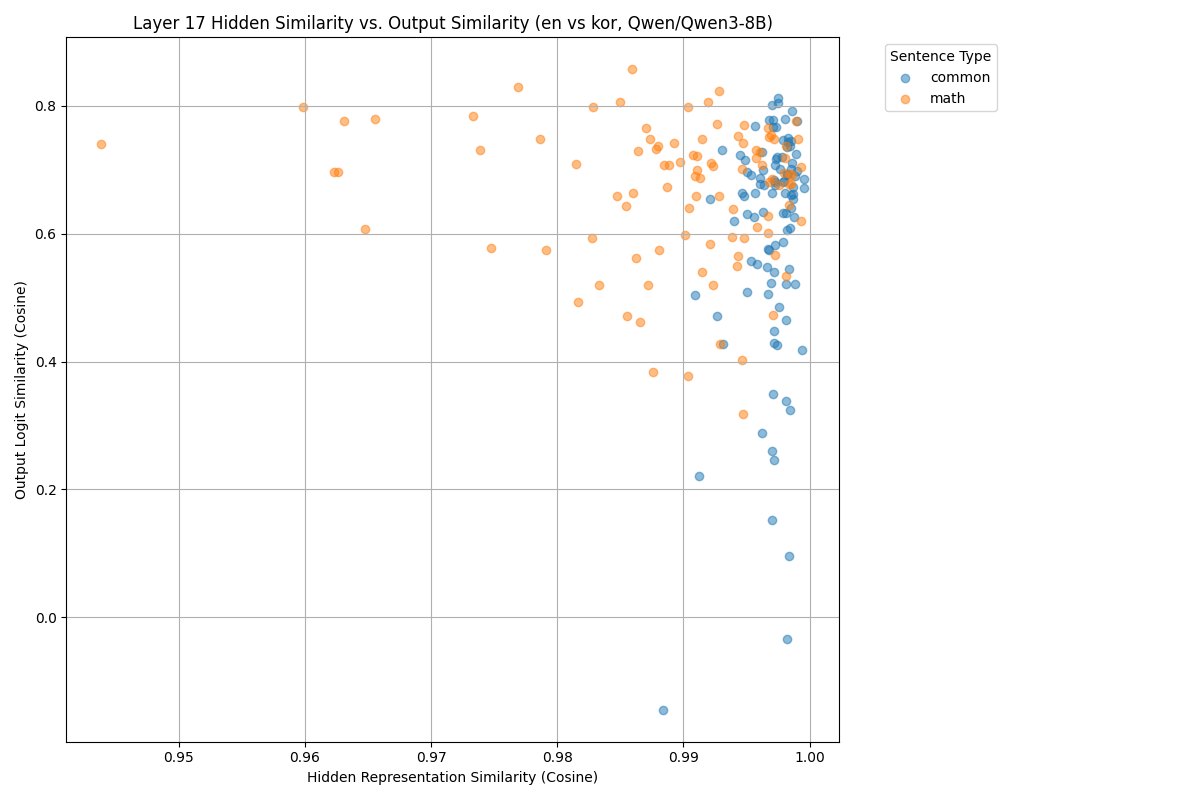 Layer 17 Hidden Similarity vs. Output Similarity (en vs kor, Qwen/Qwen3-8B)
Sentence Type
common
math
Output Logit Similarity (Cosine)
0.8
0.6
0.4
0.2
0.0
0.95
0.96
0.97
0.98
0.99
1.00
Hidden Representation Similarity (Cosine)